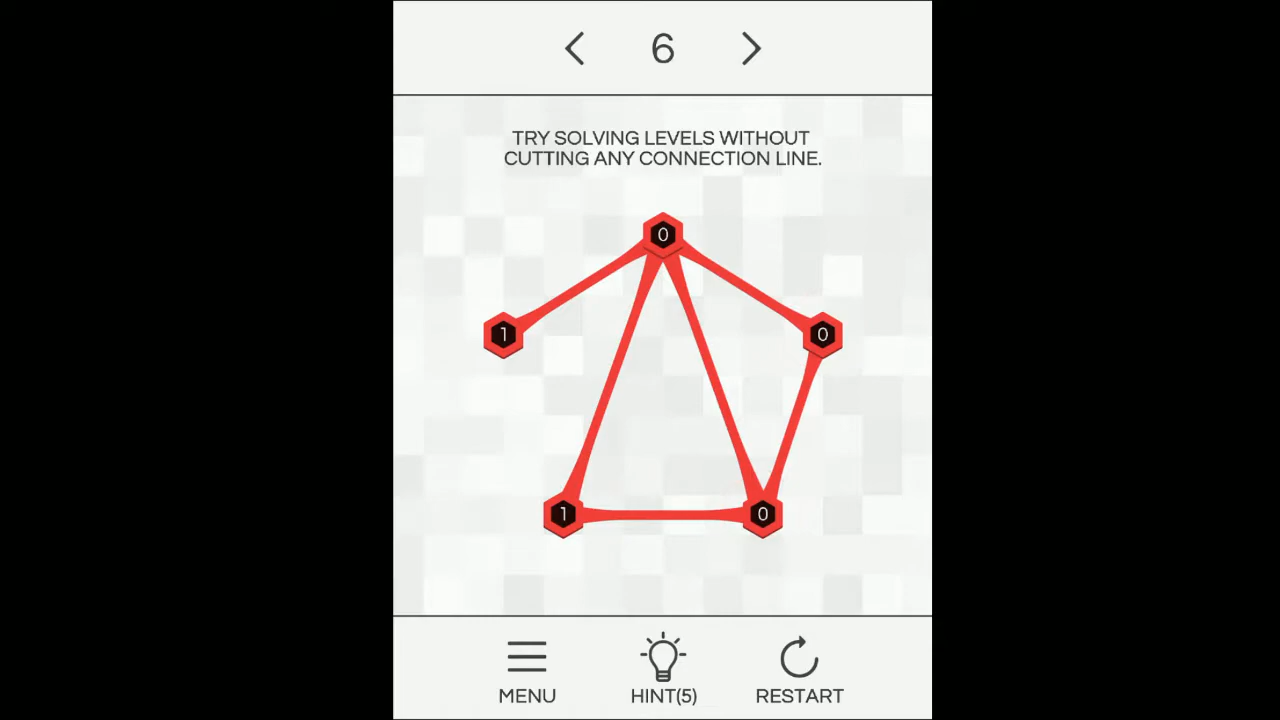 6
TRY SOLVING LEVELS WITHOUT
CUTTING ANY CONNECTION LINE.
0
1
0
1
0
MENU
HINT(5)
RESTART